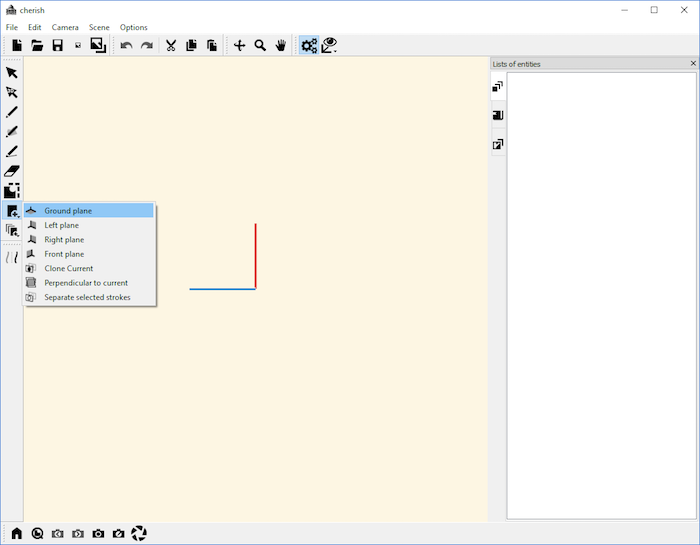 cherish
File Edit Camera Scene Options
Lists of entities
Ground plane
Left plane
Right plane
Front plane
Clone Current
Perpendicular to current
Separate selected strokes